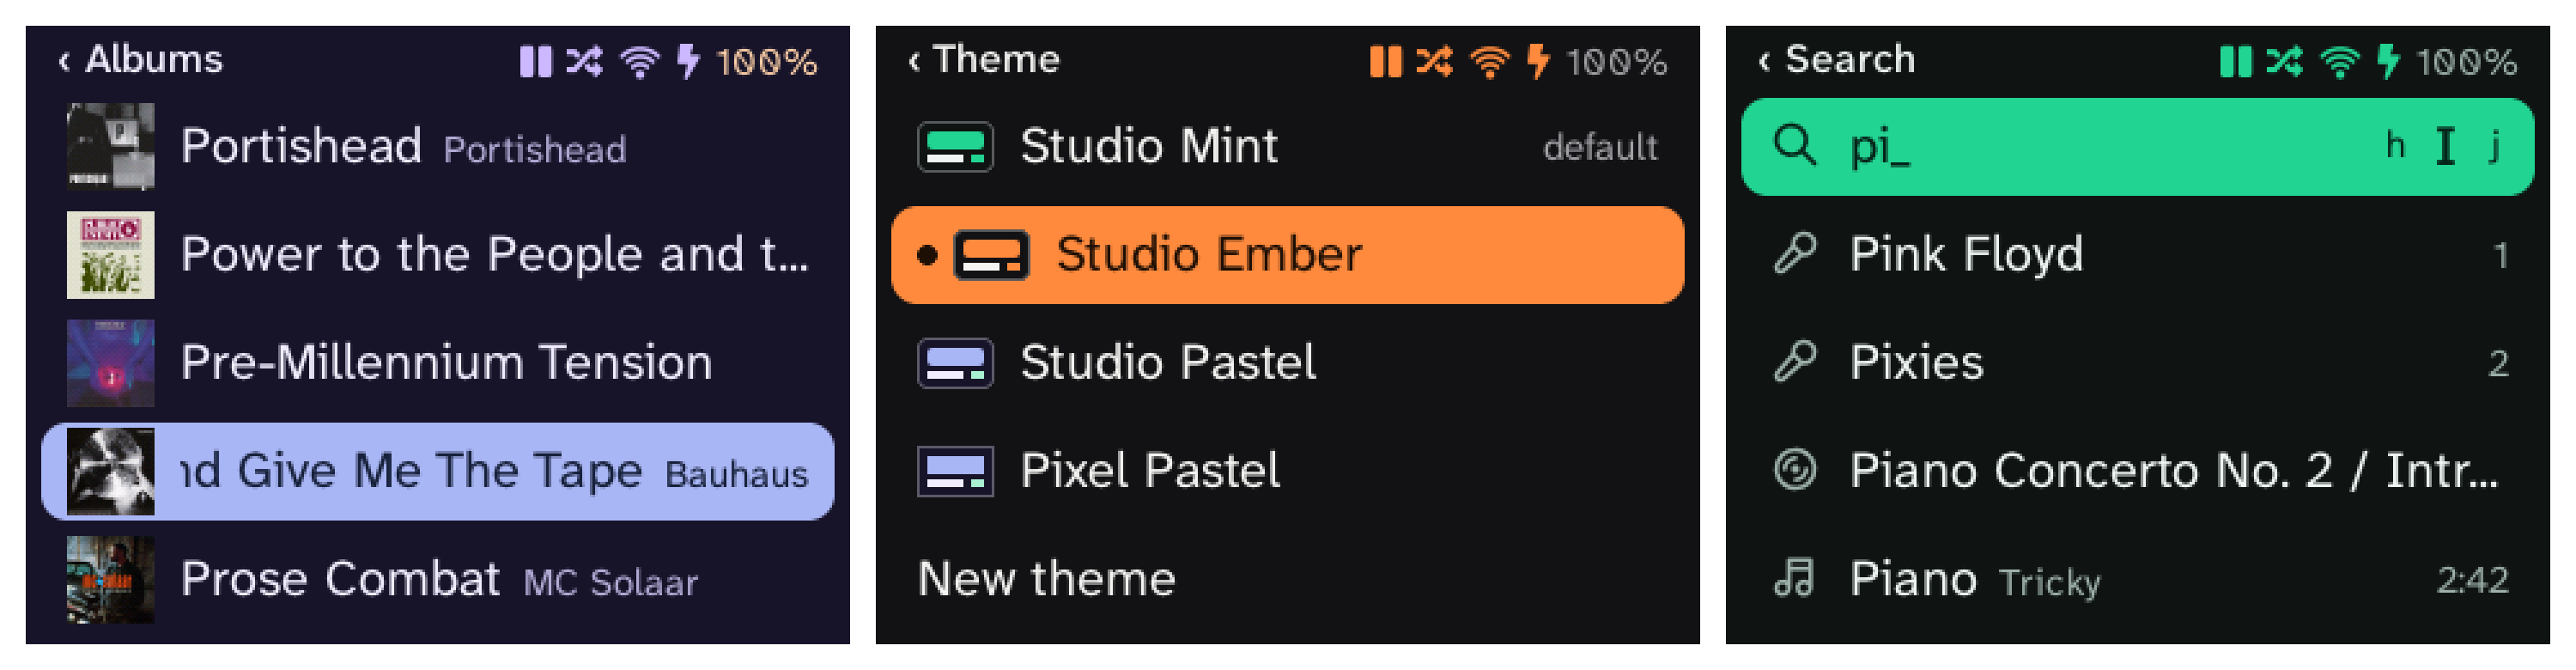 ‹ Albums 100%
Portishead Portishead
Power to the People and t...
Pre-Millennium Tension
nd Give Me The Tape Bauhaus
Prose Combat MC Solaar
‹ Theme 100%
Studio Mint default
Studio Ember
Studio Pastel
Pixel Pastel
New theme
‹ Search 100%
pi_ h I j
Pink Floyd 1
Pixies 2
Piano Concerto No. 2 / Intr...
Piano Tricky 2:42